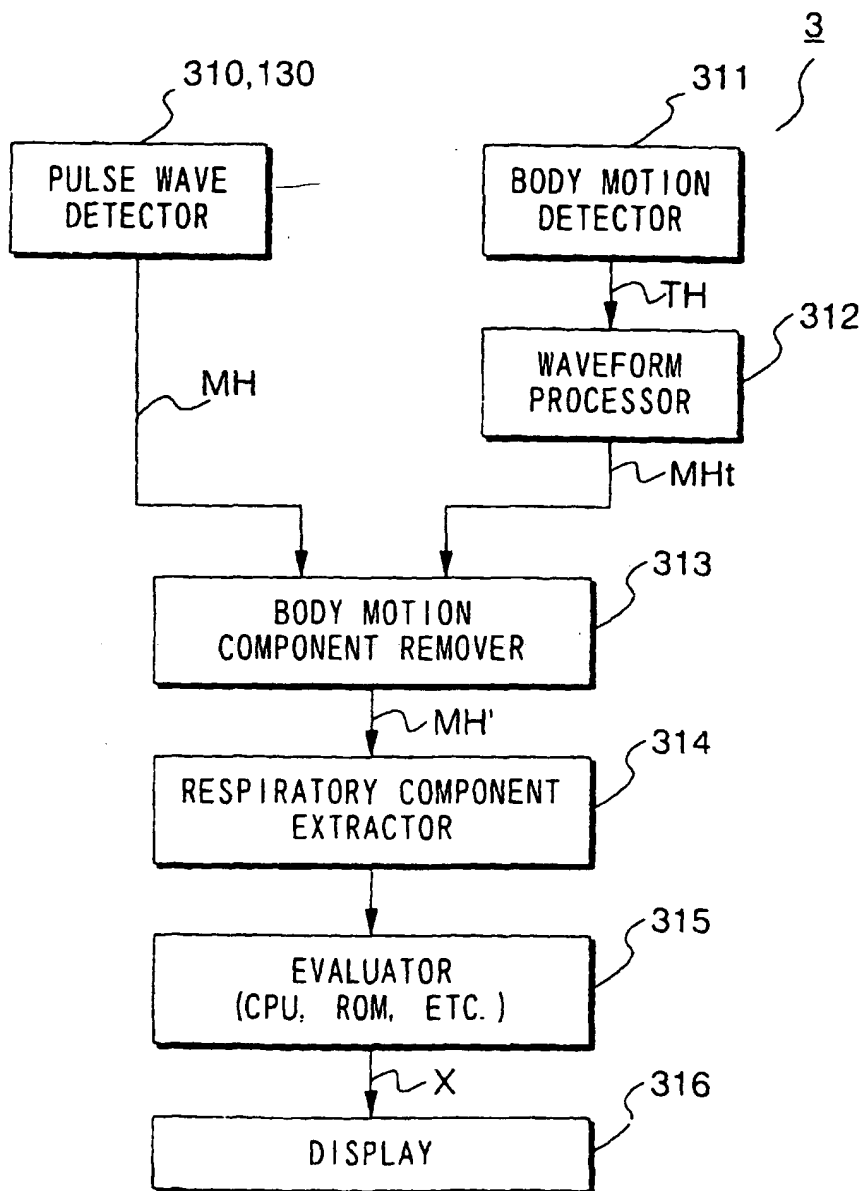 3
310,130
311
PULSE WAVE
DETECTOR
BODY MOTION
DETECTOR
TH
312
WAVEFORM
PROCESSOR
MH
MHt
313
BODY MOTION
COMPONENT REMOVER
MH'
314
RESPIRATORY COMPONENT
EXTRACTOR
315
EVALUATOR
(CPU, ROM, ETC.)
X
316
DISPLAY